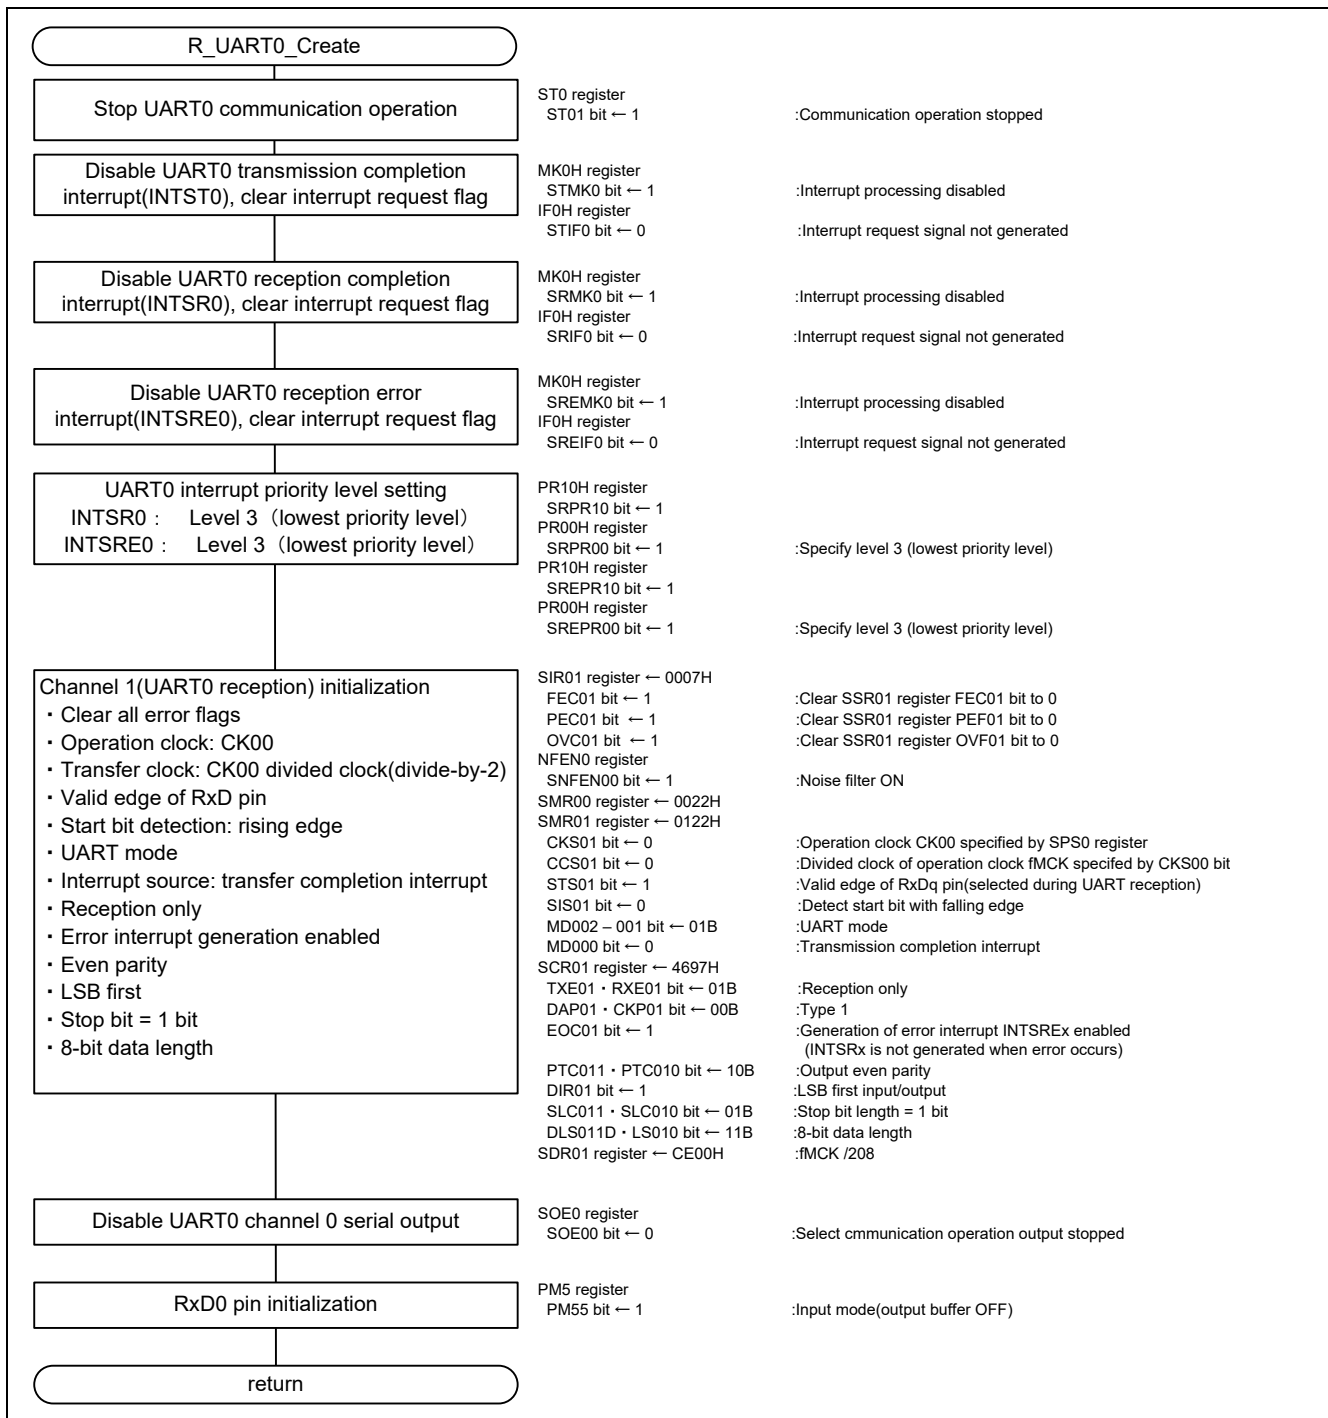 R_UART0_Create
Stop UART0 communication operation
ST0 register
ST01 bit ← 1 :Communication operation stopped
Disable UART0 transmission completion
interrupt(INTST0), clear interrupt request flag
MK0H register
STMK0 bit ← 1 :Interrupt processing disabled
IF0H register
STIF0 bit ← 0 :Interrupt request signal not generated
Disable UART0 reception completion
interrupt(INTSR0), clear interrupt request flag
MK0H register
SRMK0 bit ← 1 :Interrupt processing disabled
IF0H register
SRIF0 bit ← 0 :Interrupt request signal not generated
Disable UART0 reception error
interrupt(INTSRE0), clear interrupt request flag
MK0H register
SREMK0 bit ← 1 :Interrupt processing disabled
IF0H register
SREIF0 bit ← 0 :Interrupt request signal not generated
UART0 interrupt priority level setting
INTSR0 : Level 3（lowest priority level）
INTSRE0 : Level 3（lowest priority level）
PR10H register
SRPR10 bit ← 1
PR00H register
SRPR00 bit ← 1 :Specify level 3 (lowest priority level)
PR10H register
SREPR10 bit ← 1
PR00H register
SREPR00 bit ← 1 :Specify level 3 (lowest priority level)
Channel 1(UART0 reception) initialization
・Clear all error flags
・Operation clock: CK00
・Transfer clock: CK00 divided clock(divide-by-2)
・Valid edge of RxD pin
・Start bit detection: rising edge
・UART mode
・Interrupt source: transfer completion interrupt
・Reception only
・Error interrupt generation enabled
・Even parity
・LSB first
・Stop bit = 1 bit
・8-bit data length
SIR01 register ← 0007H
FEC01 bit ← 1 :Clear SSR01 register FEC01 bit to 0
PEC01 bit ← 1 :Clear SSR01 register PEF01 bit to 0
OVC01 bit ← 1 :Clear SSR01 register OVF01 bit to 0
NFEN0 register
SNFEN00 bit ← 1 :Noise filter ON
SMR00 register ← 0022H
SMR01 register ← 0122H
CKS01 bit ← 0 :Operation clock CK00 specified by SPS0 register
CCS01 bit ← 0 :Divided clock of operation clock fMCK specifed by CKS00 bit
STS01 bit ← 1 :Valid edge of RxDq pin(selected during UART reception)
SIS01 bit ← 0 :Detect start bit with falling edge
MD002 – 001 bit ← 01B :UART mode
MD000 bit ← 0 :Transmission completion interrupt
SCR01 register ← 4697H
TXE01・RXE01 bit ← 01B :Reception only
DAP01・CKP01 bit ← 00B :Type 1
EOC01 bit ← 1 :Generation of error interrupt INTSREx enabled
(INTSRx is not generated when error occurs)
PTC011・PTC010 bit ← 10B :Output even parity
DIR01 bit ← 1 :LSB first input/output
SLC011・SLC010 bit ← 01B :Stop bit length = 1 bit
DLS011D・LS010 bit ← 11B :8-bit data length
SDR01 register ← CE00H :fMCK /208
Disable UART0 channel 0 serial output
SOE0 register
SOE00 bit ← 0 :Select cmmunication operation output stopped
RxD0 pin initialization
PM5 register
PM55 bit ← 1 :Input mode(output buffer OFF)
return